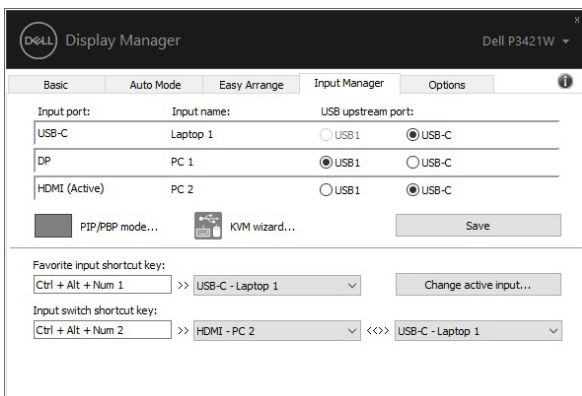 DELL Display Manager Dell P3421W
x
Basic Auto Mode Easy Arrange Input Manager Options i
Input port: Input name: USB upstream port:
USB-C Laptop 1 USB1 USB-C
DP PC 1 USB1 USB-C
HDMI (Active) PC 2 USB1 USB-C
PIP/PBP mode... KVM wizard... Save
Favorite input shortcut key:
Ctrl + Alt + Num 1 >> USB-C - Laptop 1 Change active input...
Input switch shortcut key:
Ctrl + Alt + Num 2 >> HDMI - PC 2 <<>> USB-C - Laptop 1